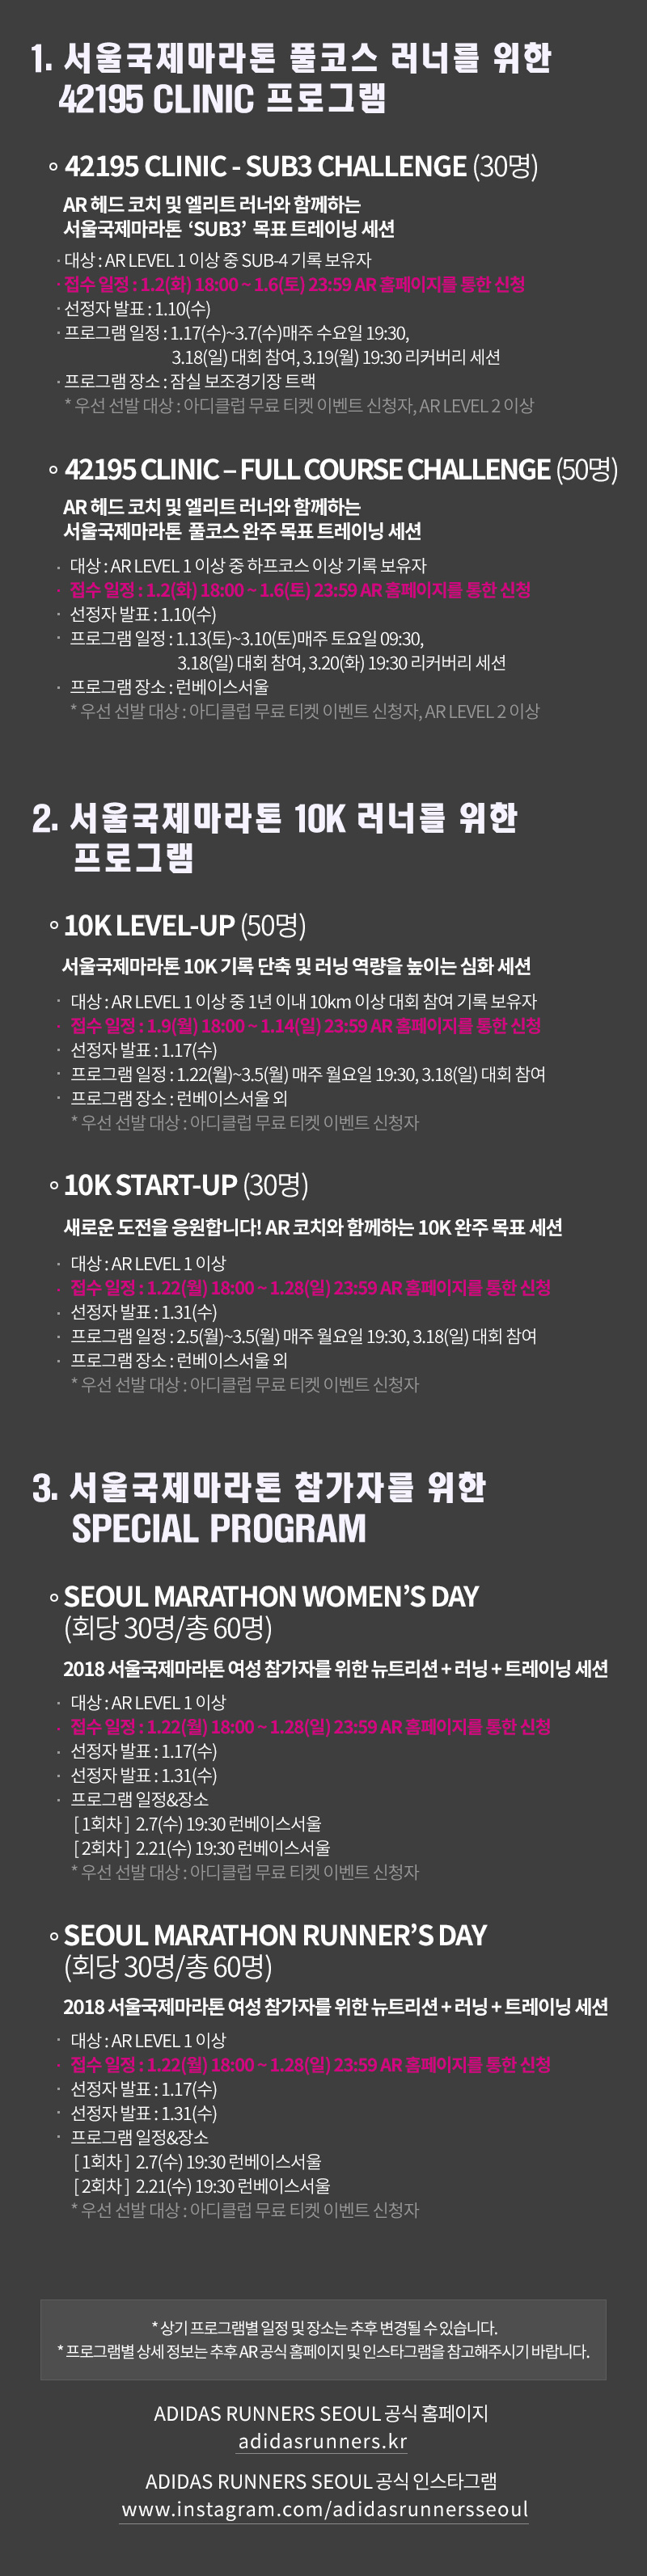 1. 서울국제마라톤 풀코스 러너를 위한
42195 CLINIC 프로그램
42195 CLINIC - SUB3 CHALLENGE (30명)
AR 헤드 코치 및 엘리트 러너와 함께하는
서울국제마라톤 ‘SUB3’ 목표 트레이닝 세션
· 대상 : AR LEVEL 1 이상 중 SUB-4 기록 보유자
· 접수 일정 : 1.2(화) 18:00 ~ 1.6(토) 23:59 AR 홈페이지를 통한 신청
· 선정자 발표 : 1.10(수)
· 프로그램 일정 : 1.17(수)~3.7(수)매주 수요일 19:30,
3.18(일) 대회 참여, 3.19(월) 19:30 리커버리 세션
· 프로그램 장소 : 잠실 보조경기장 트랙
* 우선 선발 대상 : 아디클럽 무료 티켓 이벤트 신청자, AR LEVEL 2 이상
42195 CLINIC – FULL COURSE CHALLENGE (50명)
AR 헤드 코치 및 엘리트 러너와 함께하는
서울국제마라톤 풀코스 완주 목표 트레이닝 세션
· 대상 : AR LEVEL 1 이상 중 하프코스 이상 기록 보유자
· 접수 일정 : 1.2(화) 18:00 ~ 1.6(토) 23:59 AR 홈페이지를 통한 신청
· 선정자 발표 : 1.10(수)
· 프로그램 일정 : 1.13(토)~3.10(토)매주 토요일 09:30,
3.18(일) 대회 참여, 3.20(화) 19:30 리커버리 세션
· 프로그램 장소 : 런베이스서울
* 우선 선발 대상 : 아디클럽 무료 티켓 이벤트 신청자, AR LEVEL 2 이상
2. 서울국제마라톤 10K 러너를 위한
프로그램
10K LEVEL-UP (50명)
서울국제마라톤 10K 기록 단축 및 러닝 역량을 높이는 심화 세션
· 대상 : AR LEVEL 1 이상 중 1년 이내 10km 이상 대회 참여 기록 보유자
· 접수 일정 : 1.9(월) 18:00 ~ 1.14(일) 23:59 AR 홈페이지를 통한 신청
· 선정자 발표 : 1.17(수)
· 프로그램 일정 : 1.22(월)~3.5(월) 매주 월요일 19:30, 3.18(일) 대회 참여
· 프로그램 장소 : 런베이스서울 외
* 우선 선발 대상 : 아디클럽 무료 티켓 이벤트 신청자
10K START-UP (30명)
새로운 도전을 응원합니다! AR 코치와 함께하는 10K 완주 목표 세션
· 대상 : AR LEVEL 1 이상
· 접수 일정 : 1.22(월) 18:00 ~ 1.28(일) 23:59 AR 홈페이지를 통한 신청
· 선정자 발표 : 1.31(수)
· 프로그램 일정 : 2.5(월)~3.5(월) 매주 월요일 19:30, 3.18(일) 대회 참여
· 프로그램 장소 : 런베이스서울 외
* 우선 선발 대상 : 아디클럽 무료 티켓 이벤트 신청자
3. 서울국제마라톤 참가자를 위한
SPECIAL PROGRAM
SEOUL MARATHON WOMEN’S DAY
(회당 30명/총 60명)
2018 서울국제마라톤 여성 참가자를 위한 뉴트리션 + 러닝 + 트레이닝 세션
· 대상 : AR LEVEL 1 이상
· 접수 일정 : 1.22(월) 18:00 ~ 1.28(일) 23:59 AR 홈페이지를 통한 신청
· 선정자 발표 : 1.17(수)
· 선정자 발표 : 1.31(수)
· 프로그램 일정&장소
[ 1회차 ] 2.7(수) 19:30 런베이스서울
[ 2회차 ] 2.21(수) 19:30 런베이스서울
* 우선 선발 대상 : 아디클럽 무료 티켓 이벤트 신청자
SEOUL MARATHON RUNNER’S DAY
(회당 30명/총 60명)
2018 서울국제마라톤 여성 참가자를 위한 뉴트리션 + 러닝 + 트레이닝 세션
· 대상 : AR LEVEL 1 이상
· 접수 일정 : 1.22(월) 18:00 ~ 1.28(일) 23:59 AR 홈페이지를 통한 신청
· 선정자 발표 : 1.17(수)
· 선정자 발표 : 1.31(수)
· 프로그램 일정&장소
[ 1회차 ] 2.7(수) 19:30 런베이스서울
[ 2회차 ] 2.21(수) 19:30 런베이스서울
* 우선 선발 대상 : 아디클럽 무료 티켓 이벤트 신청자
* 상기 프로그램별 일정 및 장소는 추후 변경될 수 있습니다.
* 프로그램별 상세 정보는 추후 AR 공식 홈페이지 및 인스타그램을 참고해주시기 바랍니다.
ADIDAS RUNNERS SEOUL 공식 홈페이지
adidasrunners.kr
ADIDAS RUNNERS SEOUL 공식 인스타그램
www.instagram.com/adidasrunnersseoul